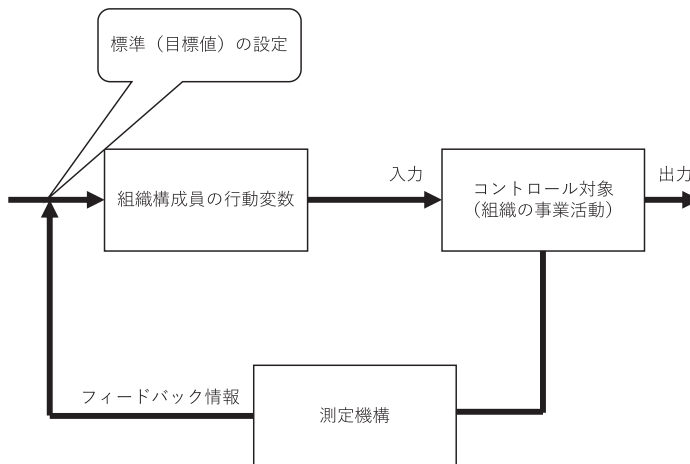 標準（目標値）の設定
入力
出力
組織構成員の行動変数
コントロール対象
（組織の事業活動）
フィードバック情報
測定機構